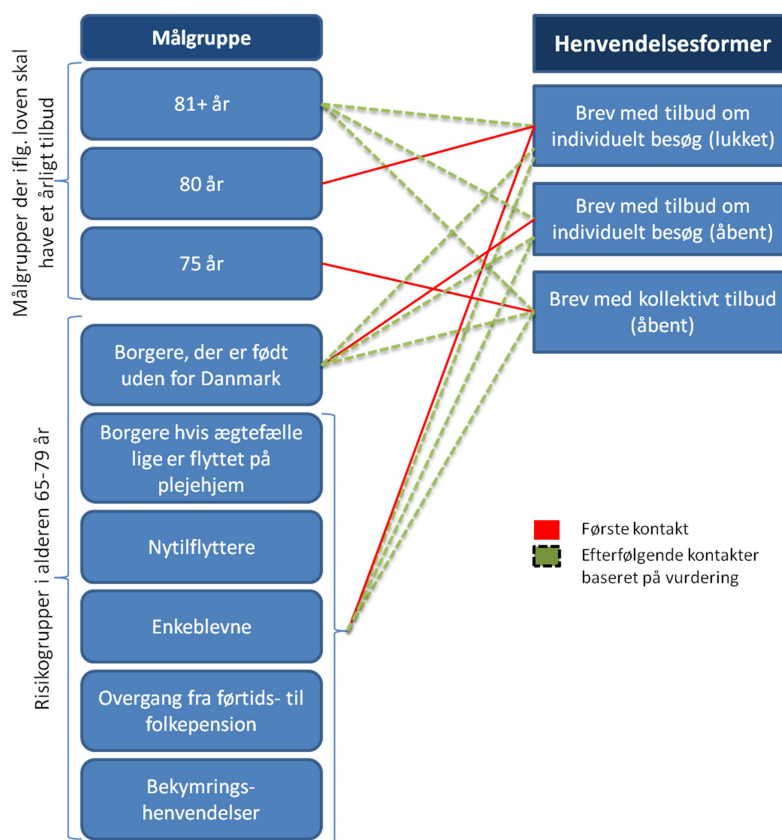 Målgruppe
Målgrupper der iflg. loven skal
have et årligt tilbud
81+ år
80 år
75 år
Risikogrupper i alderen 65-79 år
Borgere, der er født
uden for Danmark
Borgere hvis ægtefælle
lige er flyttet på
plejehjem
Nytilflyttere
Enkeblevne
Overgang fra førtids- til
folkepension
Bekymrings-
henvendelser
Henvendelsesformer
Brev med tilbud om
individuelt besøg (lukket)
Brev med tilbud om
individuelt besøg (åbent)
Brev med kollektivt tilbud
(åbent)
Første kontakt
Efterfølgende kontakter
baseret på vurdering